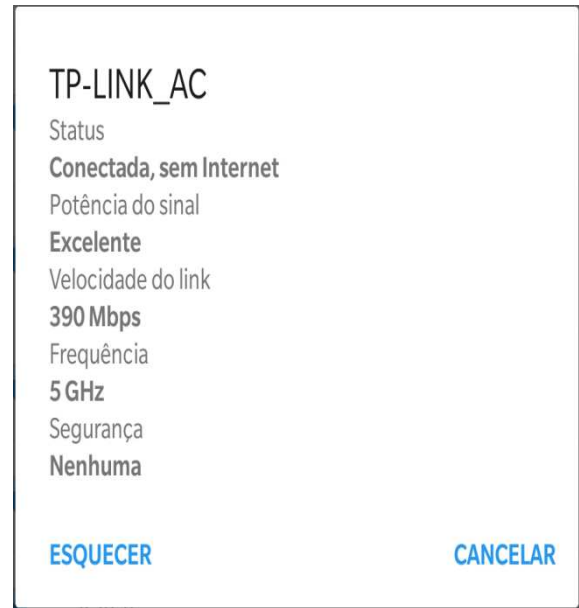 TP-LINK_AC
Status
Conectada, sem Internet
Potência do sinal
Excelente
Velocidade do link
390 Mbps
Frequência
5 GHz
Segurança
Nenhuma
ESQUECER CANCELAR